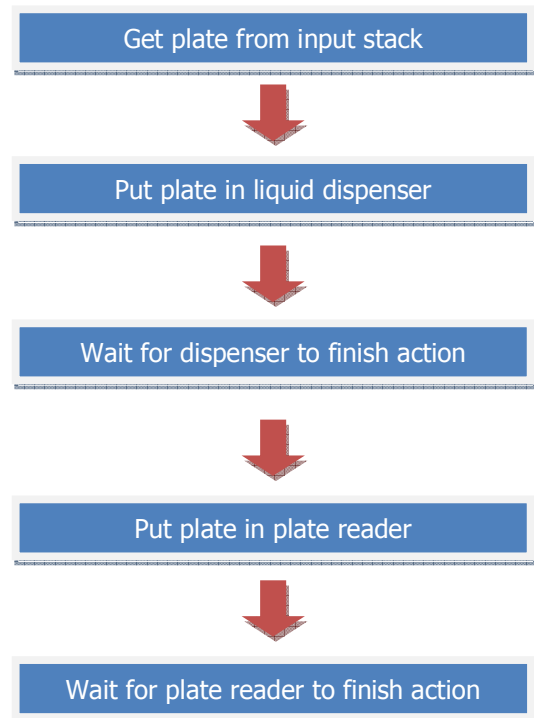 Get plate from input stack
Put plate in liquid dispenser
Wait for dispenser to finish action
Put plate in plate reader
Wait for plate reader to finish action